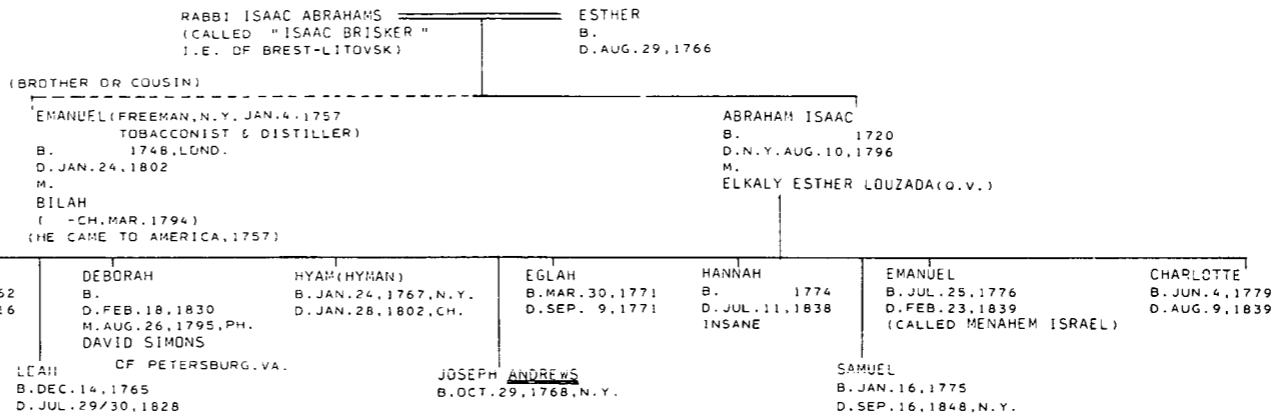 RABBI ISAAC ABRAHAMS
(CALLED "ISAAC BRISKER"
I.E. OF BREST-LITOVSK)
ESTHER
B.
D.AUG.29,1766
(BROTHER OR COUSIN)
EMANUEL(FREEMAN,N.Y. JAN.4.1757
TOBACCONIST & DISTILLER)
B. 1748,LOND.
D.JAN.24,1802
M.
BILAH
( -CH,MAR.1794)
(HE CAME TO AMERICA,1757)
ABRAHAM ISAAC
B. 1720
D.N.Y.AUG.10,1796
M.
ELKALY ESTHER LOUZADA(Q.V.)
62
26
LEAH
B.DEC.14,1765
D.JUL.29/30,1828
DEBORAH
B.
D.FEB.18,1830
M.AUG.26,1795,PH.
DAVID SIMONS
OF PETERSBURG.VA.
HYAM(HYMAN)
B.JAN.24,1767,N.Y.
D.JAN.28,1802,CH.
JOSEPH ANDREWS
B.OCT.29,1768,N.Y.
EGLAH
B.MAR.30,1771
D.SEP. 9,1771
HANNAH
B. 1774
D.JUL.11,1838
INSANE
SAMUEL
B.JAN.16,1775
D.SEP.16,1848,N.Y.
EMANUEL
B.JUL.25,1776
D.FEB.23,1839
(CALLED MENAHEM ISRAEL)
CHARLOTTE
B.JUN.4,1779
D.AUG.9,1839